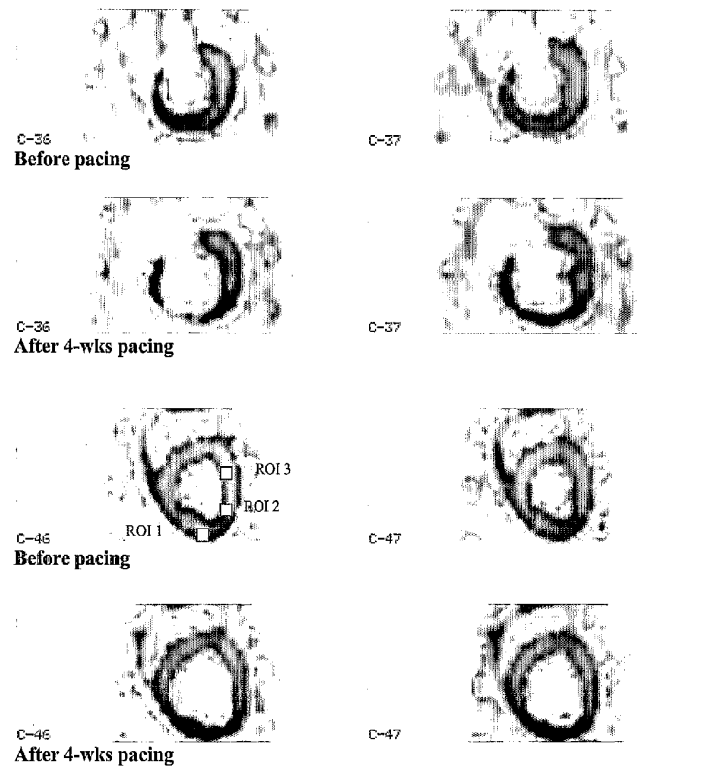 C-36
C-37
Before pacing
C-36
C-37
After 4-wks pacing
ROI 3
ROI 2
ROI 1
C-46
C-47
Before pacing
C-46
C-47
After 4-wks pacing